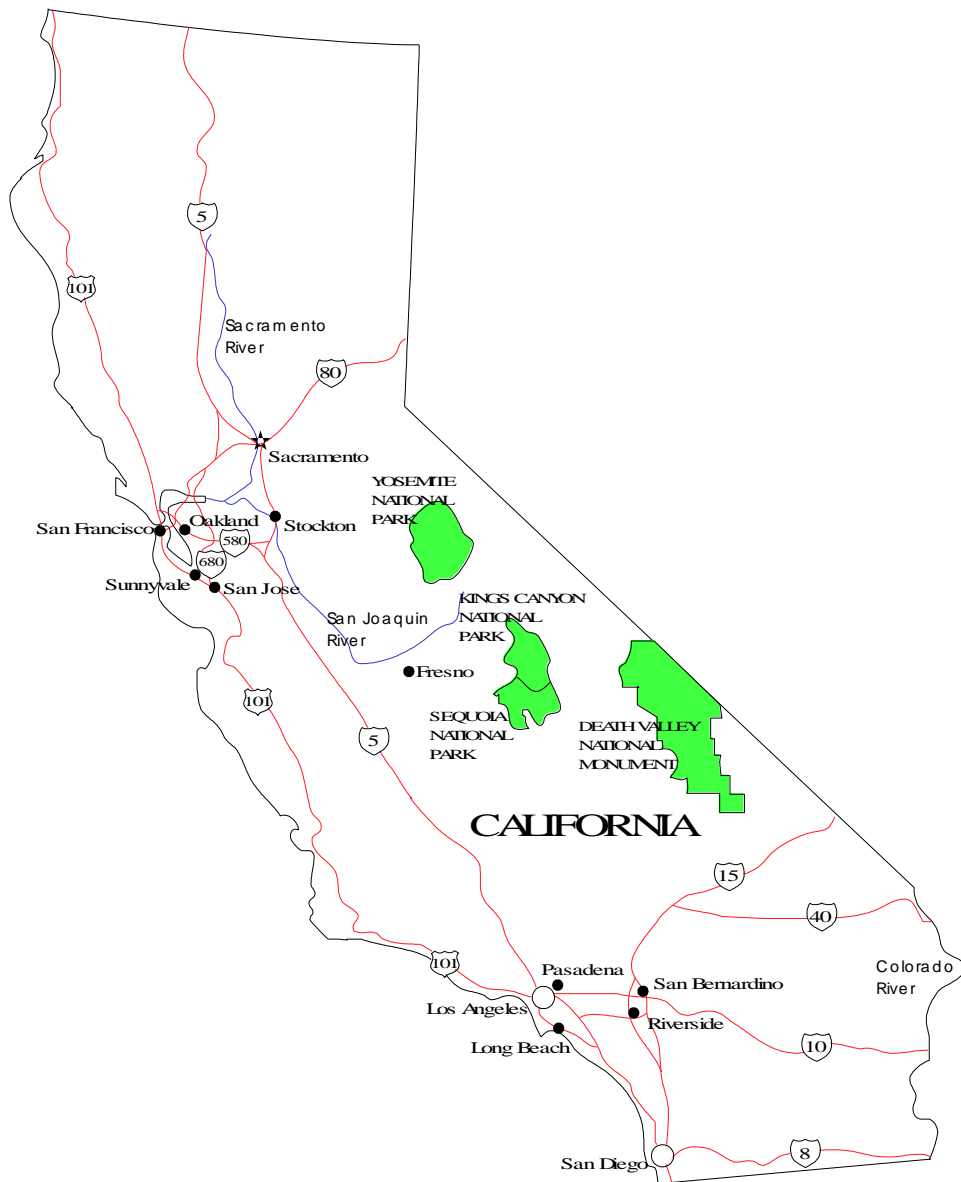 5
101
Sacramento
River
80
Sacramento
YOSEMITE
NATIONAL
PARK
San Francisco
Oakland
Stockton
580
680
Sunnyvale
San Jose
KINGS CANYON
NATIONAL
PARK
San Joaquin
River
Fresno
101
SEQUOIA
NATIONAL
PARK
DEATH VALLEY
NATIONAL
MONUMENT
5
CALIFORNIA
15
40
101
Pasadena
San Bernardino
Colorado
River
Los Angeles
Riverside
Long Beach
10
San Diego
8